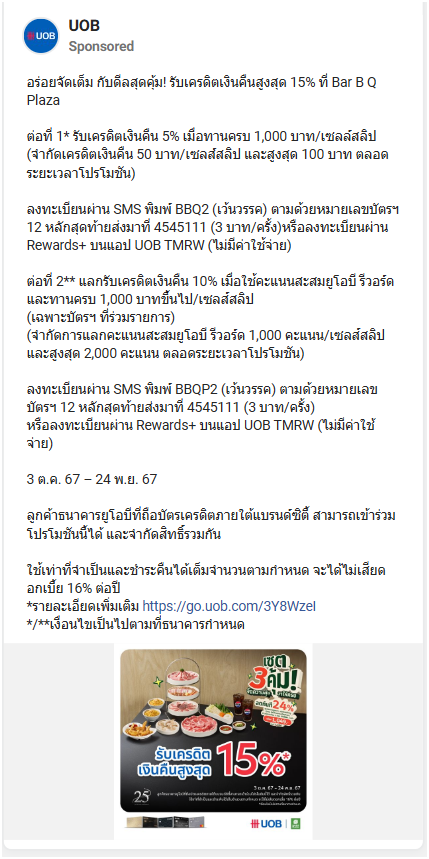 UOB
UOB
Sponsored
อร่อยจัดเต็ม กับดีลสุดคุ้ม! รับเครดิตเงินคืนสูงสุด 15% ที่ Bar B Q
Plaza
ต่อที่ 1* รับเครดิตเงินคืน 5% เมื่อทานครบ 1,000 บาท/เซลล์สลิป
(จำกัดเครดิตเงินคืน 50 บาท/เซลส์สลิป และสูงสุด 100 บาท ตลอด
ระยะเวลาโปรโมชัน)
ลงทะเบียนผ่าน SMS พิมพ์ BBQ2 (เว้นวรรค) ตามด้วยหมายเลขบัตรฯ
12 หลักสุดท้ายส่งมาที่ 4545111 (3 บาท/ครั้ง)หรือลงทะเบียนผ่าน
Rewards+ บนแอป UOB TMRW (ไม่มีค่าใช้จ่าย)
ต่อที่ 2** แลกรับเครดิตเงินคืน 10% เมื่อใช้คะแนนสะสมยูโอบี รีวอร์ด
และทานครบ 1,000 บาทขึ้นไป/เซลส์สลิป
(เฉพาะบัตรฯ ที่ร่วมรายการ)
(จำกัดการแลกคะแนนสะสมยูโอบี รีวอร์ด 1,000 คะแนน/เซลส์สลิป
และสูงสุด 2,000 คะแนน ตลอดระยะเวลาโปรโมชัน)
ลงทะเบียนผ่าน SMS พิมพ์ BBQP2 (เว้นวรรค) ตามด้วยหมายเลข
บัตรฯ 12 หลักสุดท้ายส่งมาที่ 4545111 (3 บาท/ครั้ง)
หรือลงทะเบียนผ่าน Rewards+ บนแอป UOB TMRW (ไม่มีค่าใช้
จ่าย)
3 ต.ค. 67 – 24 พ.ย. 67
ลูกค้าธนาคารยูโอบีที่ถือบัตรเครดิตภายใต้แบรนด์ซิตี้ สามารถเข้าร่วม
โปรโมชันนี้ได้ และจำกัดสิทธิ์รวมกัน
ใช้เท่าที่จำเป็นและชำระคืนได้เต็มจำนวนตามกำหนด จะได้ไม่เสียด
อกเบี้ย 16% ต่อปี
*รายละเอียดเพิ่มเติม https://go.uob.com/3Y8Wzel
*/**เงื่อนไขเป็นไปตามที่ธนาคารกำหนด
เซต
3คุ้ม!
24%
รับเครดิต
เงินคืนสูงสุด
15%*
3 ต.ค. 67 – 24 พ.ย. 67
25
UOB